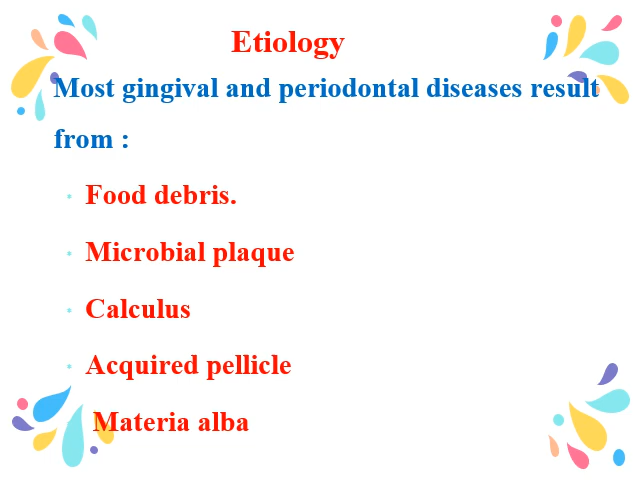 Etiology
Most gingival and periodontal diseases result
from :
Food debris.
Microbial plaque
Calculus
Acquired pellicle
Materia alba